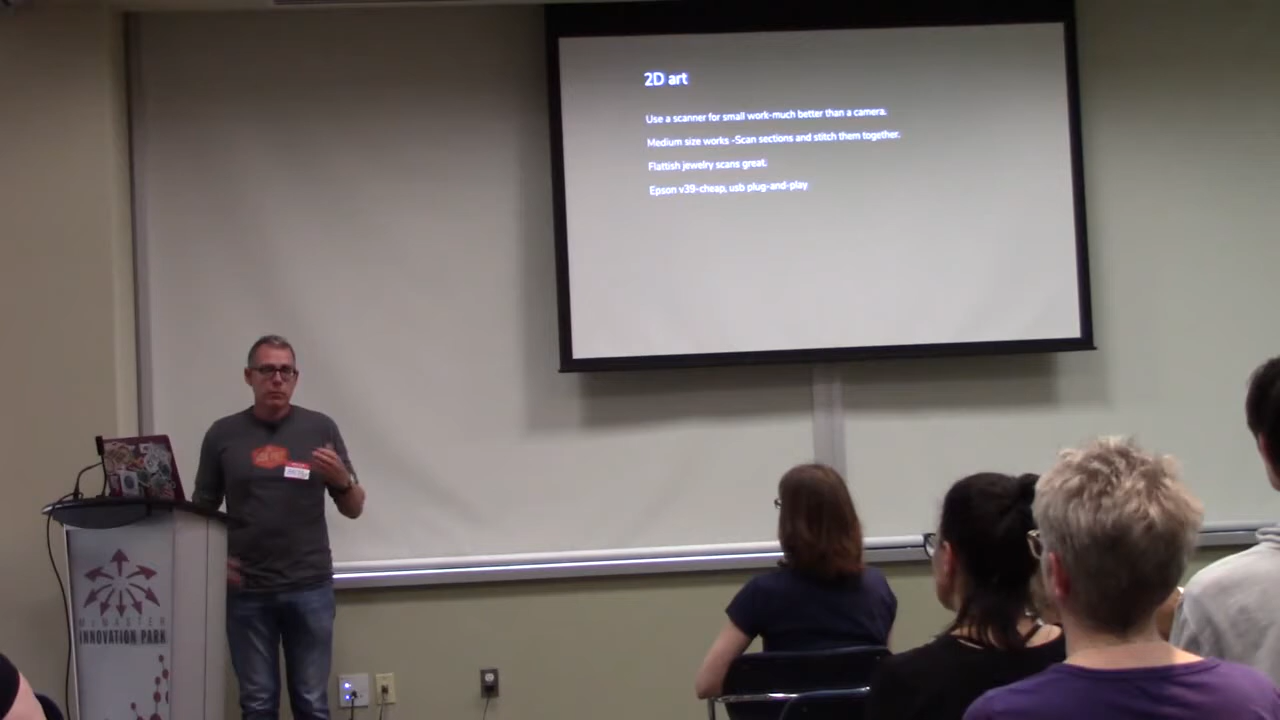 2D art
Use a scanner for small work-much better than a camera.
Medium size works -Scan sections and stitch them together.
Flattish jewelry scans great.
Epson v39-cheap, usb plug-and-play
McMASTER
INNOVATION PARK